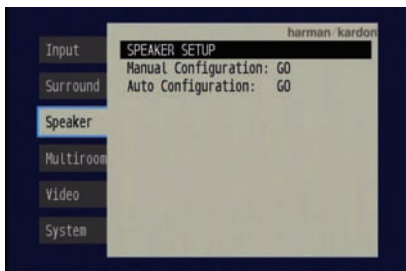 harman/kardon
Input
SPEAKER SETUP
Manual Configuration: GO
Surround
Auto Configuration: GO
Speaker
Multiroom
Video
System